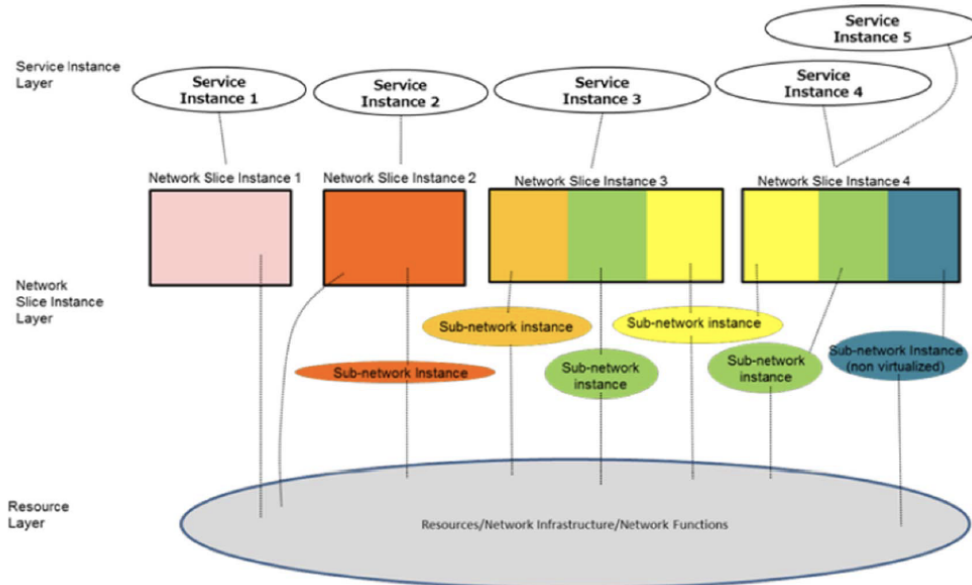 Service
Instance 5
Service Instance
Layer
Service
Instance 1
Service
Instance 2
Service
Instance 3
Service
Instance 4
Network Slice Instance 1
Network Slice Instance 2
Network Slice Instance 3
Network Slice Instance 4
Network
Slice Instance
Layer
Sub-network instance
Sub-network instance
Sub-network Instance
Sub-network
instance
Sub-network
instance
Sub-network Instance
(non virtualized)
Resource
Layer
Resources/Network Infrastructure/Network Functions